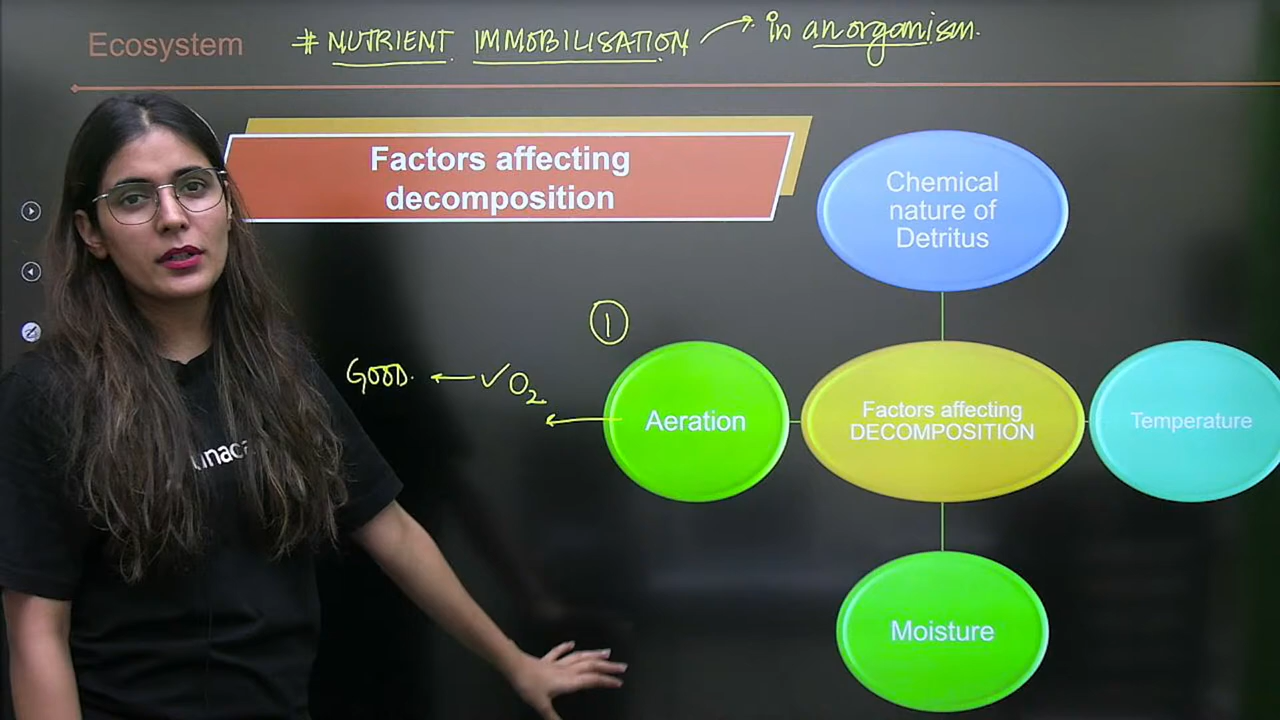 Ecosystem
# NUTRIENT IMMOBILISATION → in an organism.
Factors affecting
decomposition
Chemical
nature of
Detritus
1
GOOD. ← ✓ O2
Aeration
Factors affecting
DECOMPOSITION
Temperature
Moisture